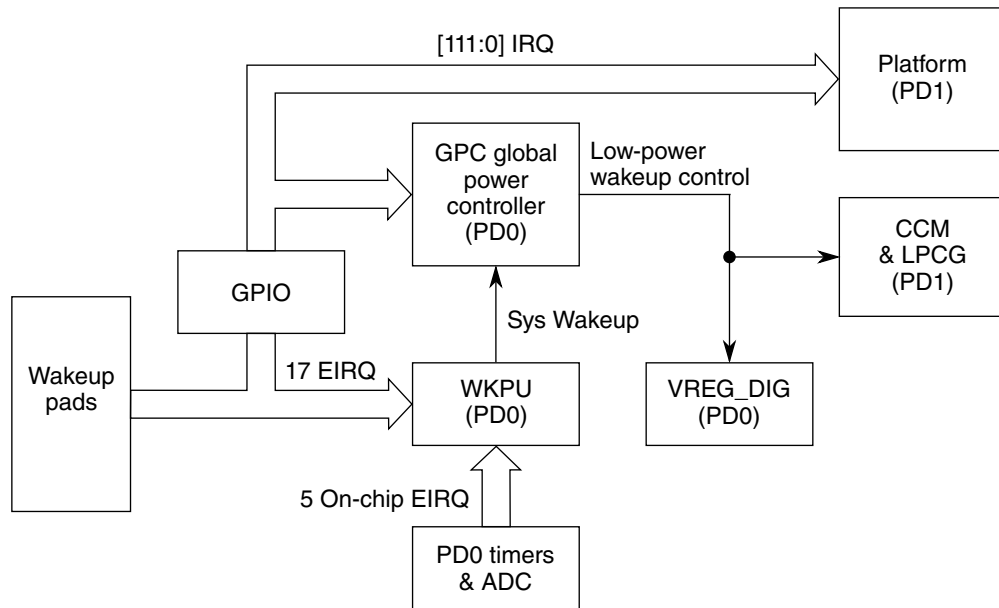 [111:0] IRQ
Platform
(PD1)
GPC global
power
controller
(PD0)
Low-power
wakeup control
CCM
& LPCG
(PD1)
GPIO
Sys Wakeup
Wakeup
pads
17 EIRQ
WKPU
(PD0)
VREG_DIG
(PD0)
5 On-chip EIRQ
PD0 timers
& ADC